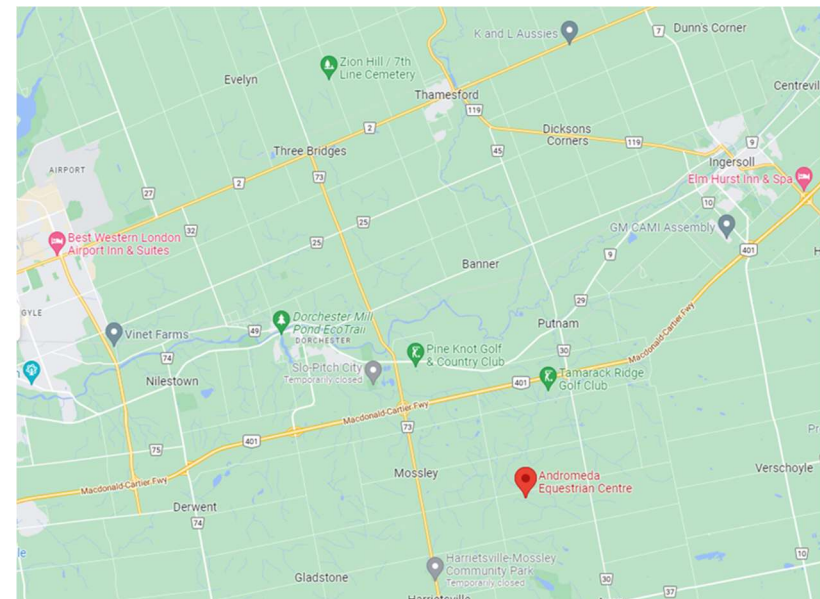 K and L Aussies
7
Dunn's Corner
Zion Hill / 7th
Line Cemetery
Evelyn
Centrevil
Thamesford
119
2
Dicksons
Corners
119
9
Three Bridges
45
Ingersoll
AIRPORT
73
Elm Hurst Inn & Spa
2
27
10
32
25
GM CAMI Assembly
Best Western London
Airport Inn & Suites
25
401
9
H
Banner
29
GYLE
Dorchester Mill
Pond EcoTrail
Vinet Farms
49
DORCHESTER
Putnam
Macdonald-Cartier Fwy
74
30
Pine Knot Golf
& Country Club
Slo-Pitch City
Temporarily closed
Nilestown
401
Tamarack Ridge
Golf Club
Macdonald-Cartier Fwy
73
401
75
Mossley
Andromeda
Equestrian Centre
Verschoyle
Macdonald-Cartier Fwy
Derwent
74
10
Harrietsville-Mossley
Community Park
Temporarily closed
Gladstone
30
37
Harrietsville